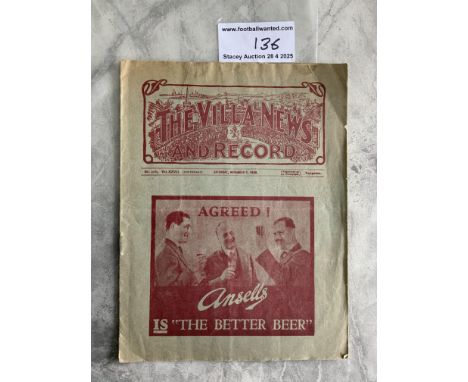 www.footballwanted.com
136
Stacey Auction 28 4 2025
THE VILLA NEWS
AND RECORD
AGREED!
Ansells
IS "THE BETTER BEER"